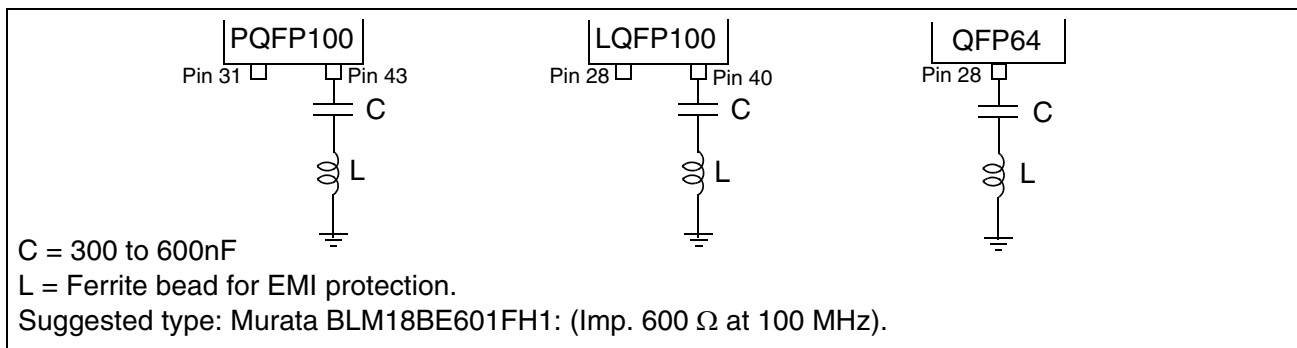 PQFP100
LQFP100
QFP64
Pin 31
Pin 43
Pin 28
Pin 40
Pin 28
C
C
C
L
L
L
C = 300 to 600nF
L = Ferrite bead for EMI protection.
Suggested type: Murata BLM18BE601FH1: (Imp. 600 Ω at 100 MHz).